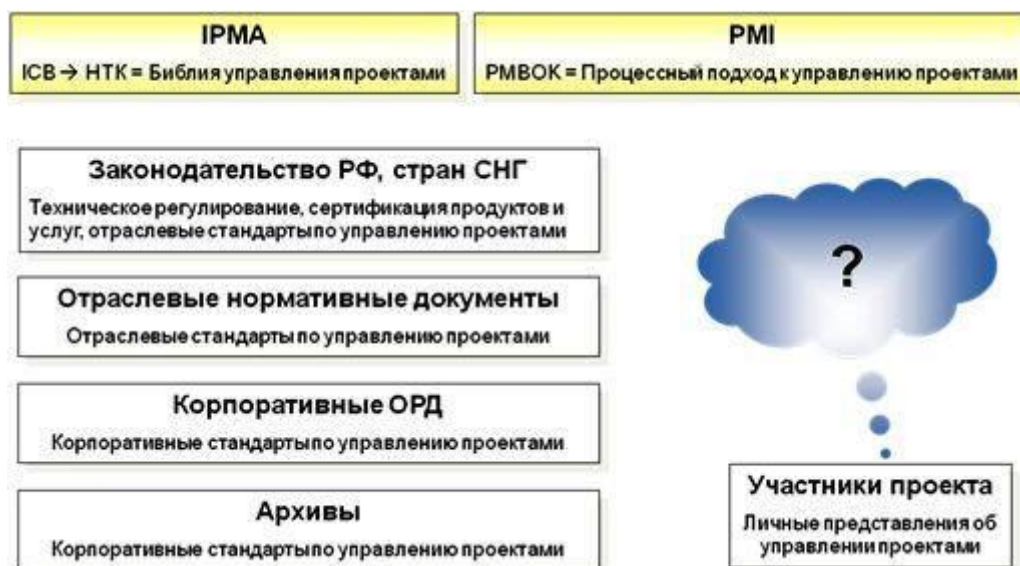 IPMA
ICB → НТК = Библия управления проектами
PMI
PMBOK = Процессный подход к управлению проектами
Законодательство РФ, стран СНГ
Техническое регулирование, сертификация продуктов и
услуг, отраслевые стандарты по управлению проектами
Отраслевые нормативные документы
Отраслевые стандарты по управлению проектами
Корпоративные ОРД
Корпоративные стандарты по управлению проектами
Архивы
Корпоративные стандарты по управлению проектами
?
Участники проекта
Личные представления об
управлении проектами